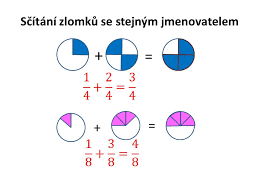 Sčítání zlomků se stejným jmenovatelem
+ =
1/4 + 2/4 = 3/4
+ =
1/8 + 3/8 = 4/8